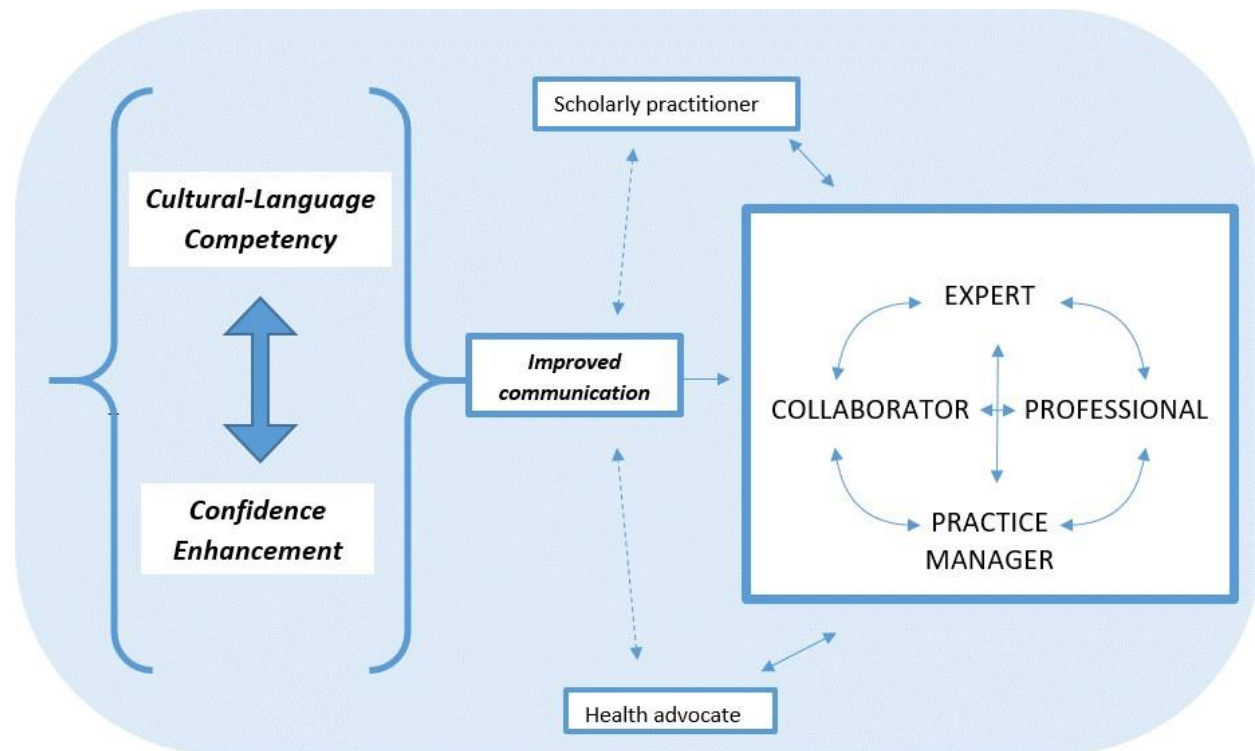 Scholarly practitioner
Cultural-Language
Competency
EXPERT
Improved
communication
COLLABORATOR
PROFESSIONAL
Confidence
Enhancement
PRACTICE
MANAGER
Health advocate